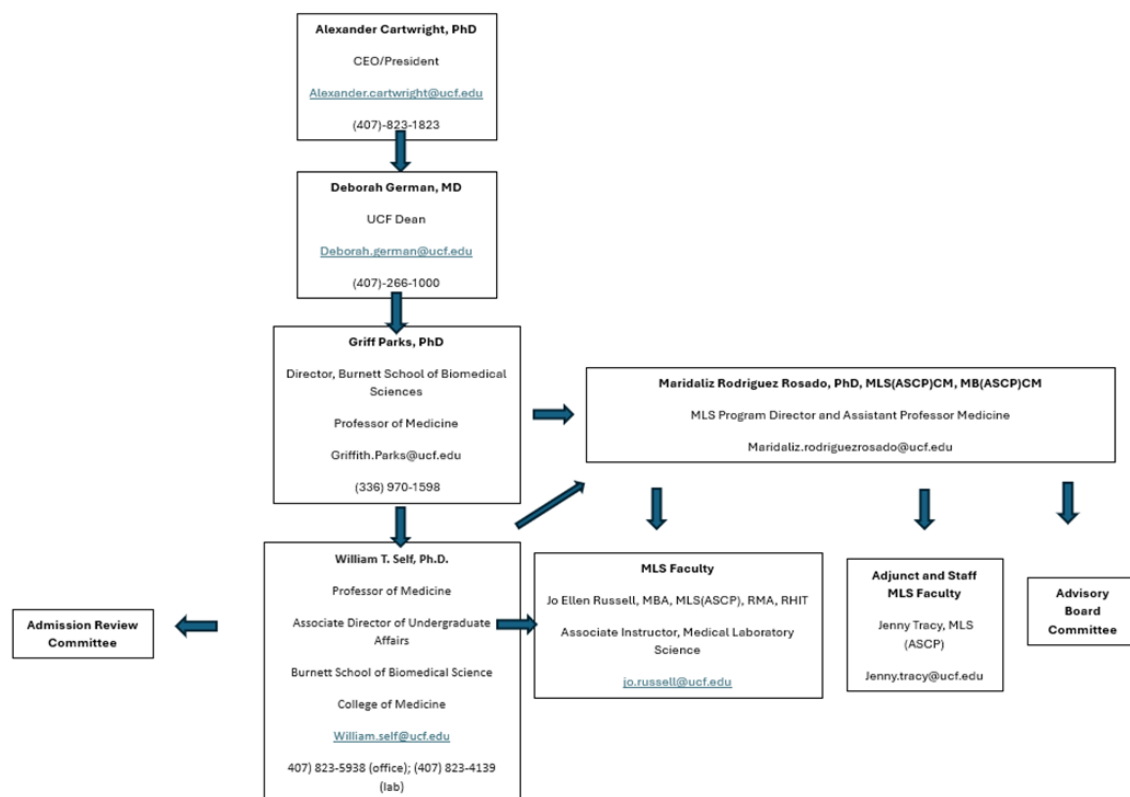 Alexander Cartwright, PhD
CEO/President
Alexander.cartwright@ucf.edu
(407)-823-1823
Deborah German, MD
UCF Dean
Deborah.german@ucf.edu
(407)-266-1000
Griff Parks, PhD
Director, Burnett School of Biomedical
Sciences
Professor of Medicine
Griffith.Parks@ucf.edu
(336) 970-1598
Maridaliz Rodriguez Rosado, PhD, MLS(ASCP)CM, MB(ASCP)CM
MLS Program Director and Assistant Professor Medicine
Maridaliz.rodriguezrosado@ucf.edu
Admission Review
Committee
William T. Self, Ph.D.
Professor of Medicine
Associate Director of Undergraduate
Affairs
Burnett School of Biomedical Science
College of Medicine
William.self@ucf.edu
407) 823-5938 (office); (407) 823-4139
(lab)
MLS Faculty
Jo Ellen Russell, MBA, MLS(ASCP), RMA, RHIT
Associate Instructor, Medical Laboratory
Science
jo.russell@ucf.edu
Adjunct and Staff
MLS Faculty
Jenny Tracy, MLS
(ASCP)
Jenny.tracy@ucf.edu
Advisory
Board
Committee